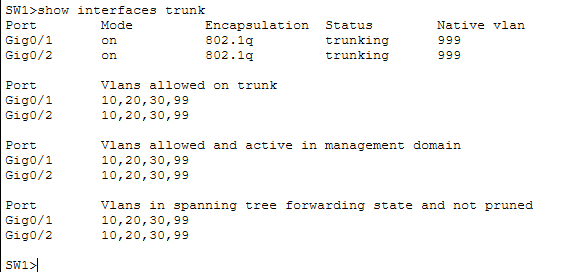 SW1>show interfaces trunk
Port Mode Encapsulation Status Native vlan
Gig0/1 on 802.1q trunking 999
Gig0/2 on 802.1q trunking 999
Port Vlans allowed on trunk
Gig0/1 10,20,30,99
Gig0/2 10,20,30,99
Port Vlans allowed and active in management domain
Gig0/1 10,20,30,99
Gig0/2 10,20,30,99
Port Vlans in spanning tree forwarding state and not pruned
Gig0/1 10,20,30,99
Gig0/2 10,20,30,99
SW1>